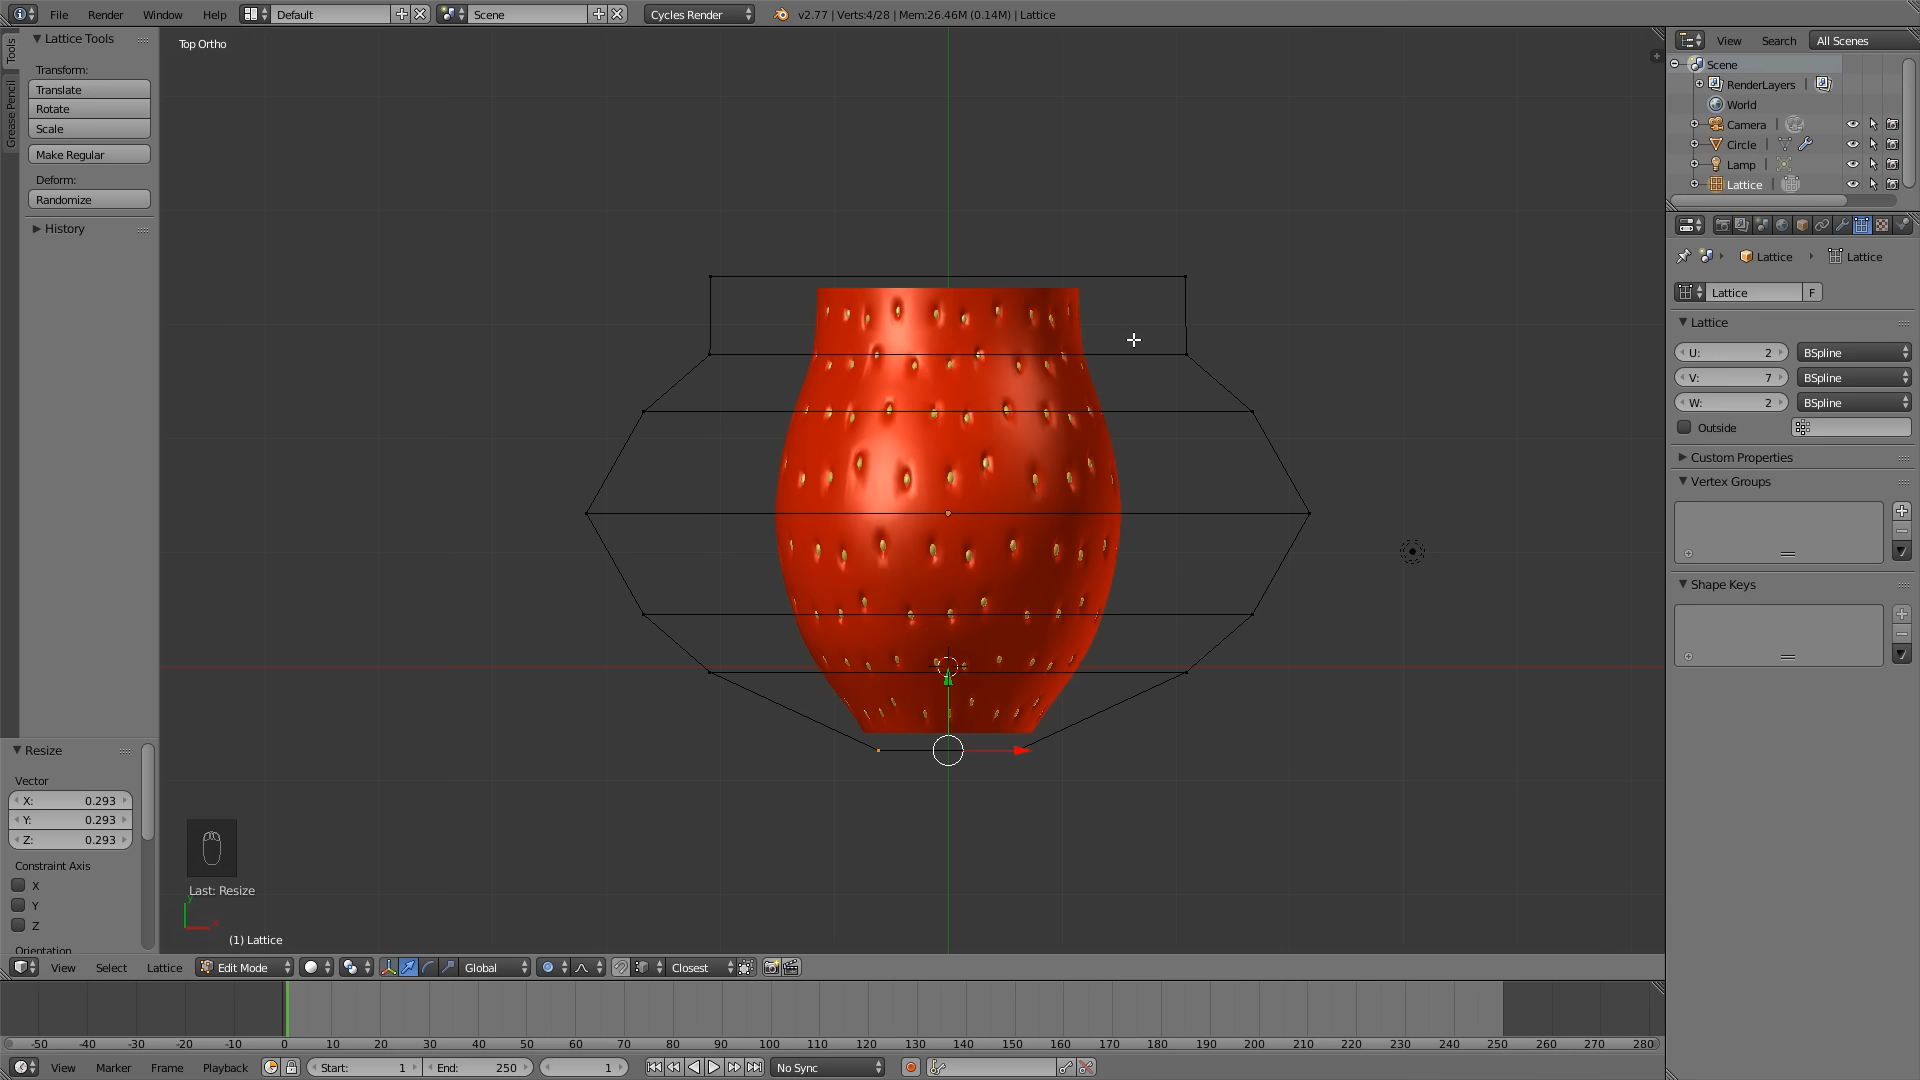 File Render Window Help Default Scene Cycles Render v2.77 | Verts:4/28 | Mem:26.46M (0.14M) | Lattice
Tools
Grease Pencil
Lattice Tools
Transform:
Translate
Rotate
Scale
Make Regular
Deform:
Randomize
History
Resize
Vector
X: 0.293
Y: 0.293
Z: 0.293
Constraint Axis
X
Y
Z
Orientation
Top Ortho
Last: Resize
y
x
(1) Lattice
View Select Lattice Edit Mode Global Closest
-50 -40 -30 -20 -10 0 10 20 30 40 50 60 70 80 90 100 110 120 130 140 150 160 170 180 190 200 210 220 230 240 250 260 270 280
View Marker Frame Playback Start: 1 End: 250 1 No Sync
View Search All Scenes
Scene
RenderLayers
World
Camera
Circle
Lamp
Lattice
Lattice Lattice
Lattice F
Lattice
U: 2 BSpline
V: 7 BSpline
W: 2 BSpline
Outside
Custom Properties
Vertex Groups
Shape Keys